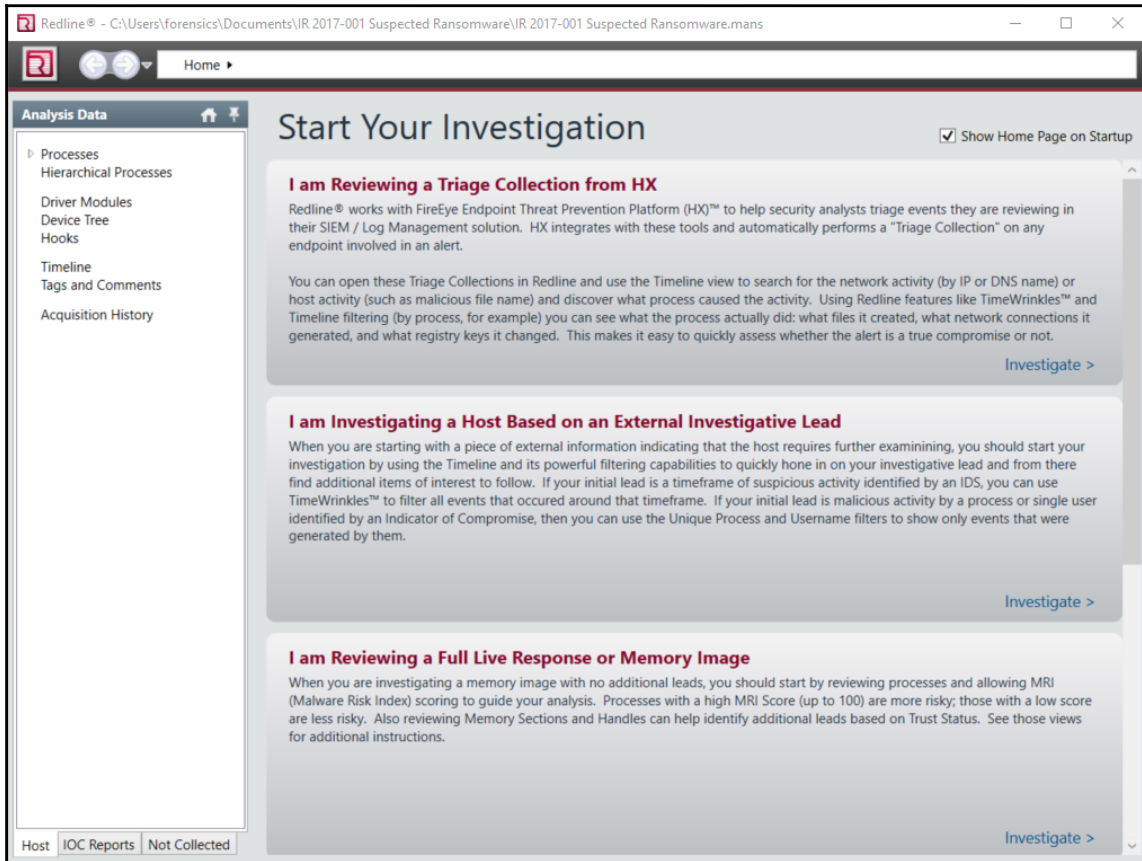 Redline® - C:\Users\forensics\Documents\IR 2017-001 Suspected Ransomware\IR 2017-001 Suspected Ransomware.mans
Home
Analysis Data
Processes
Hierarchical Processes
Driver Modules
Device Tree
Hooks
Timeline
Tags and Comments
Acquisition History
Host
IOC Reports
Not Collected
Start Your Investigation
Show Home Page on Startup
I am Reviewing a Triage Collection from HX
Redline® works with FireEye Endpoint Threat Prevention Platform (HX)™ to help security analysts triage events they are reviewing in
their SIEM / Log Management solution. HX integrates with these tools and automatically performs a "Triage Collection" on any
endpoint involved in an alert.
You can open these Triage Collections in Redline and use the Timeline view to search for the network activity (by IP or DNS name) or
host activity (such as malicious file name) and discover what process caused the activity. Using Redline features like TimeWrinkles™ and
Timeline filtering (by process, for example) you can see what the process actually did: what files it created, what network connections it
generated, and what registry keys it changed. This makes it easy to quickly assess whether the alert is a true compromise or not.
Investigate >
I am Investigating a Host Based on an External Investigative Lead
When you are starting with a piece of external information indicating that the host requires further examinining, you should start your
investigation by using the Timeline and its powerful filtering capabilities to quickly hone in on your investigative lead and from there
find additional items of interest to follow. If your initial lead is a timeframe of suspicious activity identified by an IDS, you can use
TimeWrinkles™ to filter all events that occured around that timeframe. If your initial lead is malicious activity by a process or single user
identified by an Indicator of Compromise, then you can use the Unique Process and Username filters to show only events that were
generated by them.
Investigate >
I am Reviewing a Full Live Response or Memory Image
When you are investigating a memory image with no additional leads, you should start by reviewing processes and allowing MRI
(Malware Risk Index) scoring to guide your analysis. Processes with a high MRI Score (up to 100) are more risky; those with a low score
are less risky. Also reviewing Memory Sections and Handles can help identify additional leads based on Trust Status. See those views
for additional instructions.
Investigate >